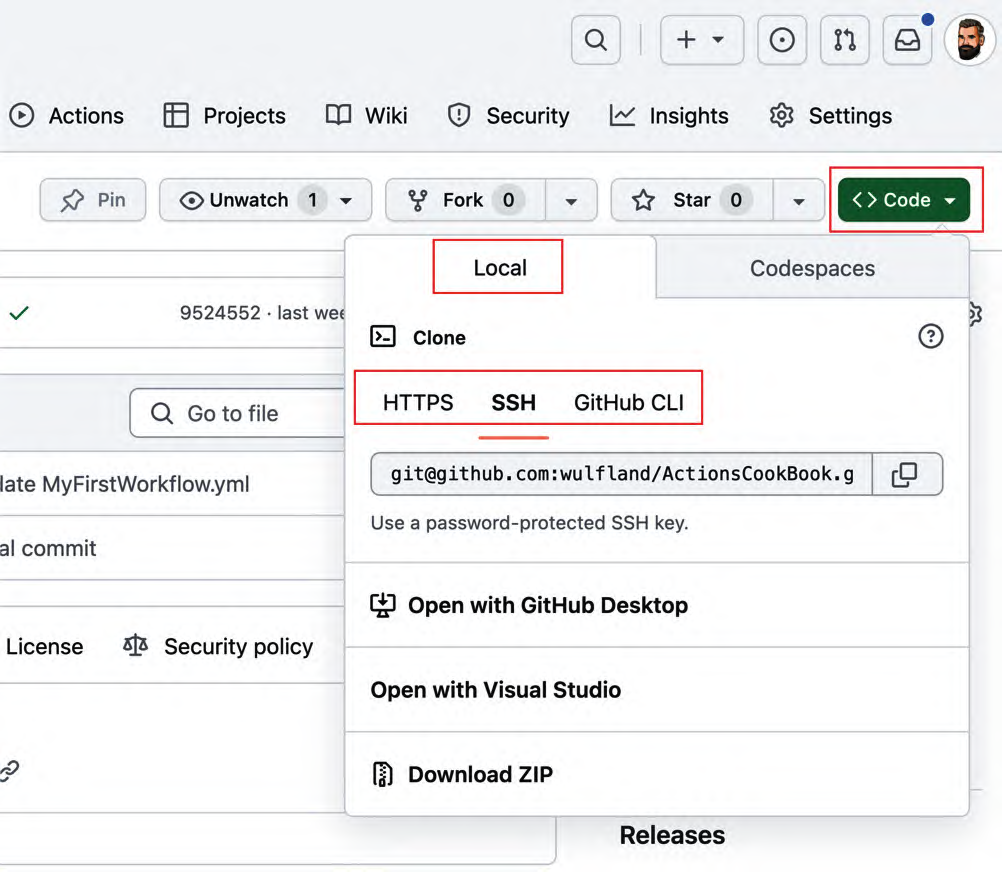 Actions Projects Wiki Security Insights Settings
Pin Unwatch 1 Fork 0 Star 0 Code
Local Codespaces
9524552 · last wee
Clone
HTTPS SSH GitHub CLI
Go to file
git@github.com:wulfland/ActionsCookBook.g
date MyFirstWorkflow.yml
Use a password-protected SSH key.
al commit
Open with GitHub Desktop
License Security policy
Open with Visual Studio
Download ZIP
Releases